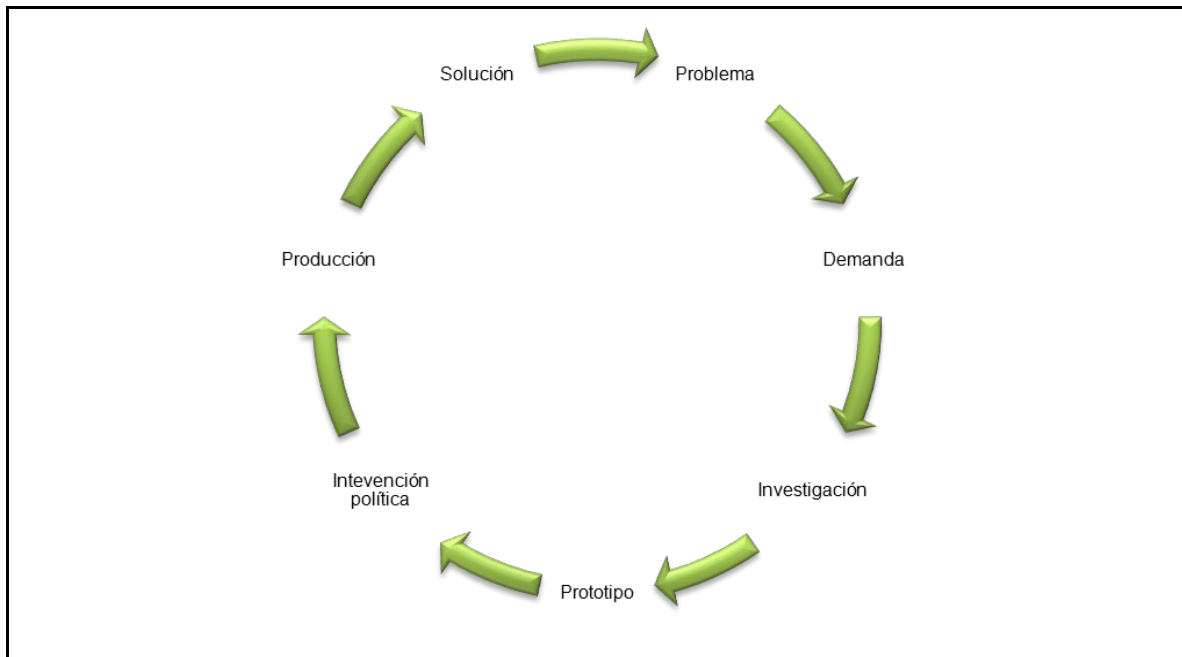 Solución
Problema
Demanda
Investigación
Prototipo
Intevención
política
Producción